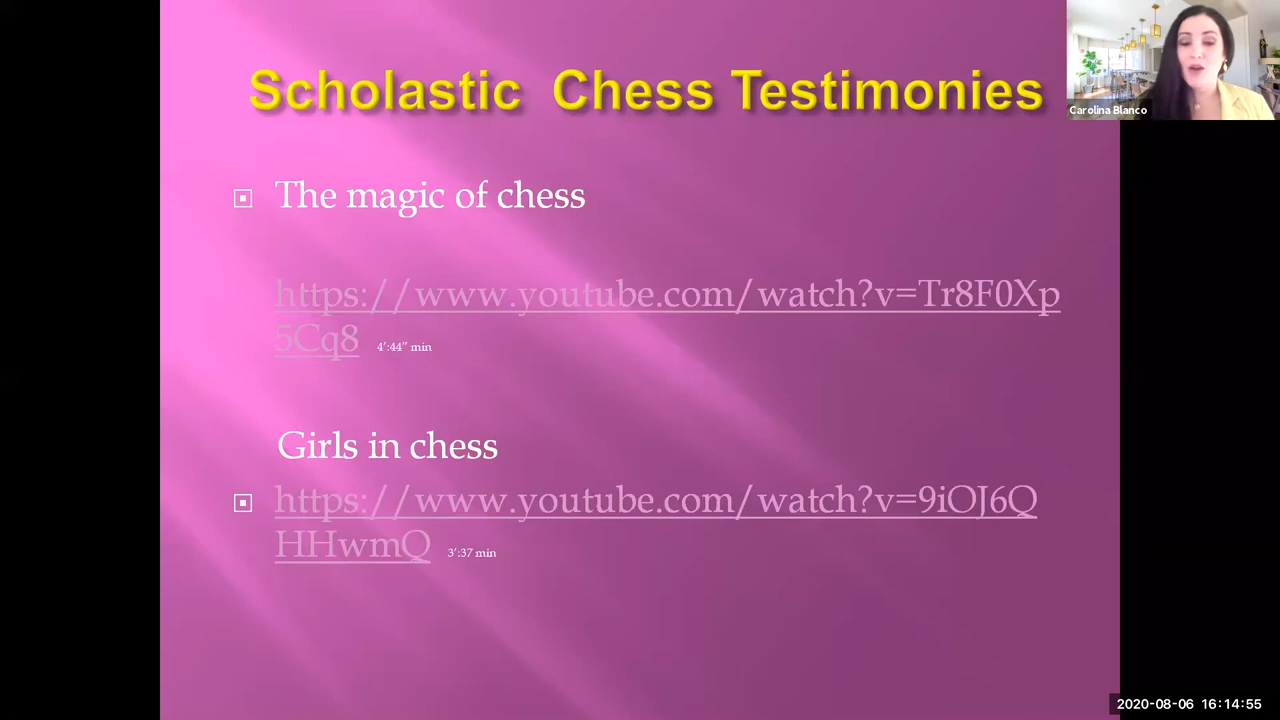 Scholastic Chess Testimonies
Carolina Blanco
The magic of chess
https://www.youtube.com/watch?v=Tr8F0Xp
5Cq8 4':44" min
Girls in chess
https://www.youtube.com/watch?v=9iOJ6Q
HHwmQ 3':37 min
2020-08-06 16:14:55